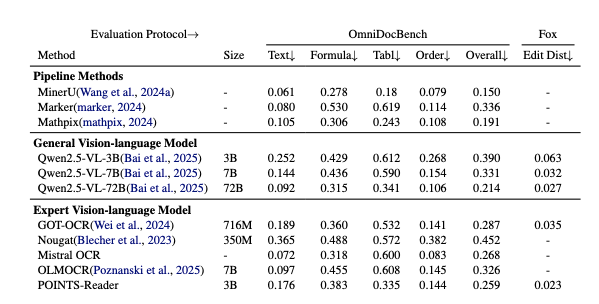 Evaluation Protocol→ OmniDocBench Fox
Method Size Text↓ Formula↓ Tabl↓ Order↓ Overall↓ Edit Dist↓
Pipeline Methods
MinerU(Wang et al., 2024a) - 0.061 0.278 0.18 0.079 0.150 -
Marker(marker, 2024) - 0.080 0.530 0.619 0.114 0.336 -
Mathpix(mathpix, 2024) - 0.105 0.306 0.243 0.108 0.191 -
General Vision-language Model
Qwen2.5-VL-3B(Bai et al., 2025) 3B 0.252 0.429 0.612 0.268 0.390 0.063
Qwen2.5-VL-7B(Bai et al., 2025) 7B 0.144 0.436 0.590 0.154 0.331 0.032
Qwen2.5-VL-72B(Bai et al., 2025) 72B 0.092 0.315 0.341 0.106 0.214 0.027
Expert Vision-language Model
GOT-OCR(Wei et al., 2024) 716M 0.189 0.360 0.532 0.141 0.287 0.035
Nougat(Blecher et al., 2023) 350M 0.365 0.488 0.572 0.382 0.452 -
Mistral OCR - 0.072 0.318 0.600 0.083 0.268 -
OLMOCR(Poznanski et al., 2025) 7B 0.097 0.455 0.608 0.145 0.326 -
POINTS-Reader 3B 0.176 0.383 0.335 0.144 0.259 0.023